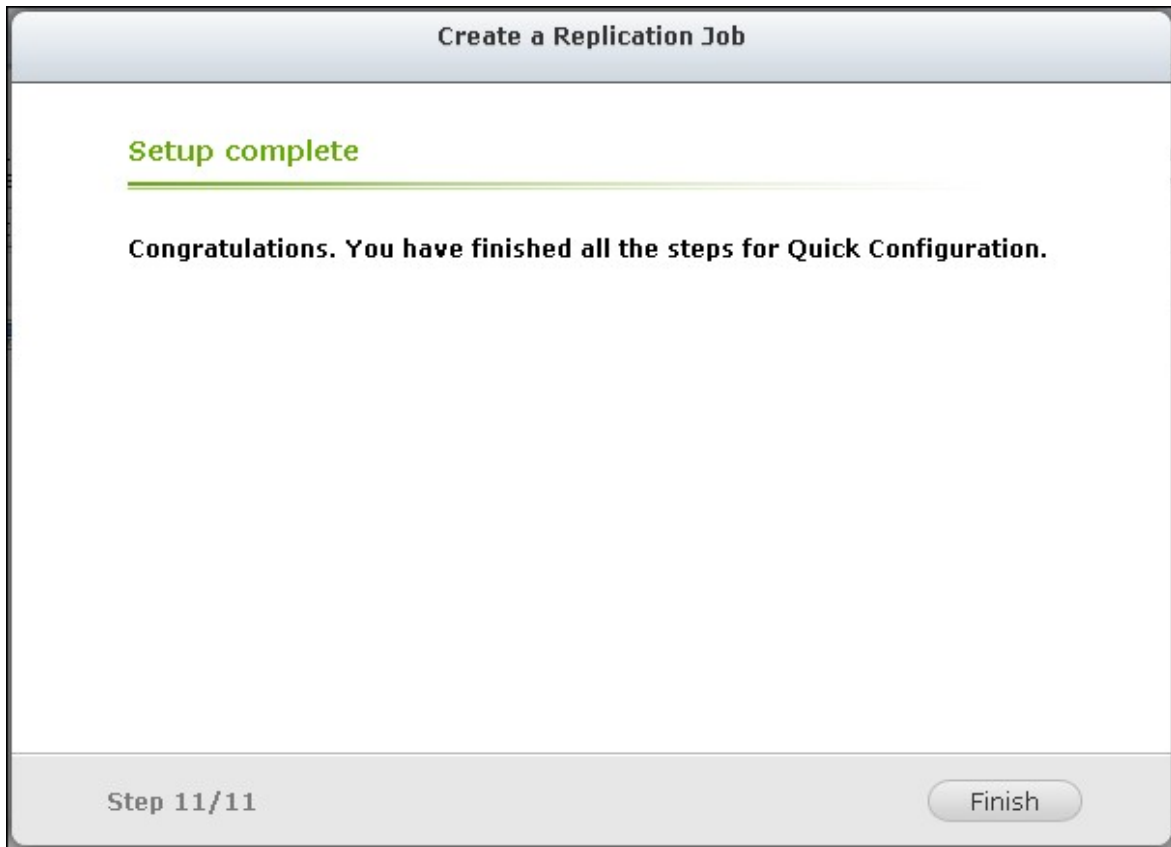 Create a Replication Job
Setup complete
Congratulations. You have finished all the steps for Quick Configuration.
Step 11/11
Finish